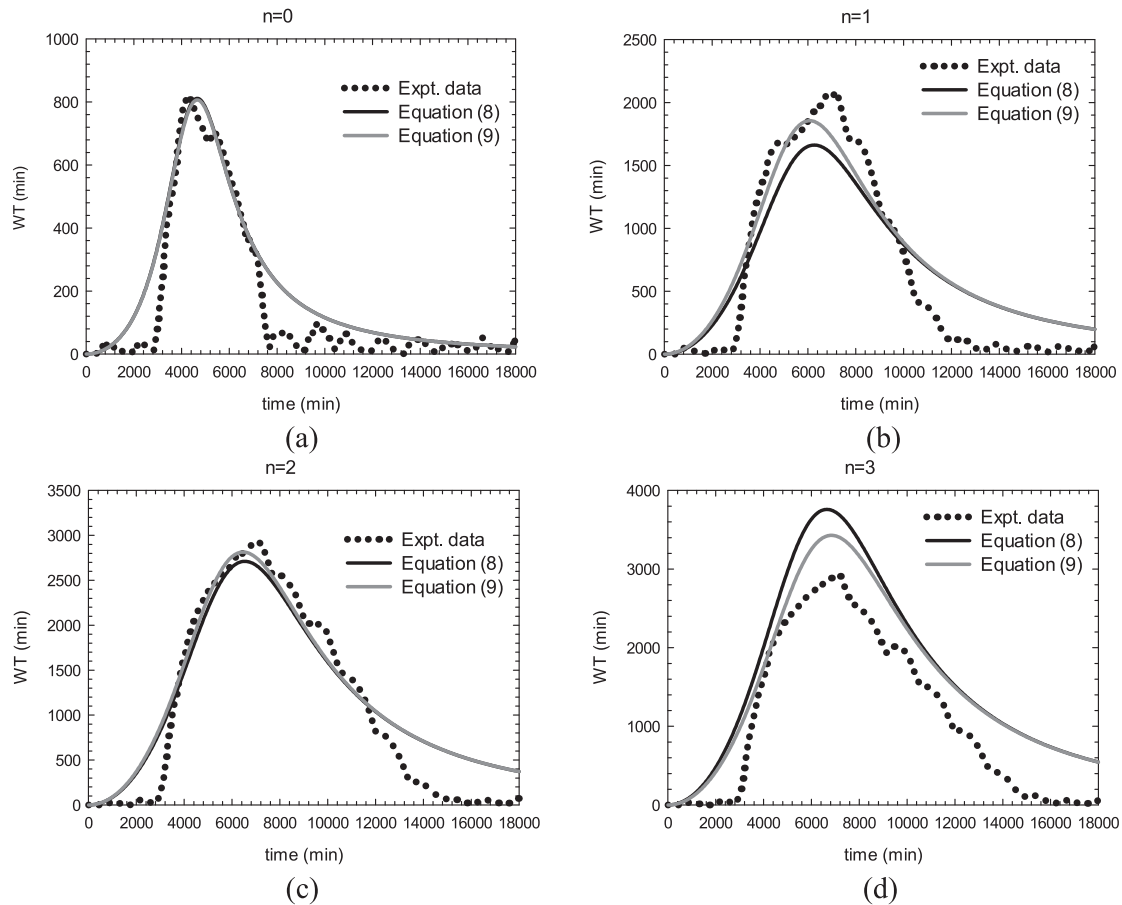 n=0
1000
800
600
400
200
0
WT (min)
Expt. data
Equation (8)
Equation (9)
0 2000 4000 6000 8000 10000 12000 14000 16000 18000
time (min)
(a)
n=1
2500
2000
1500
1000
500
0
WT (min)
Expt. data
Equation (8)
Equation (9)
0 2000 4000 6000 8000 10000 12000 14000 16000 18000
time (min)
(b)
n=2
3500
3000
2500
2000
1500
1000
500
0
WT (min)
Expt. data
Equation (8)
Equation (9)
0 2000 4000 6000 8000 10000 12000 14000 16000 18000
time (min)
(c)
n=3
4000
3000
2000
1000
0
WT (min)
Expt. data
Equation (8)
Equation (9)
0 2000 4000 6000 8000 10000 12000 14000 16000 18000
time (min)
(d)